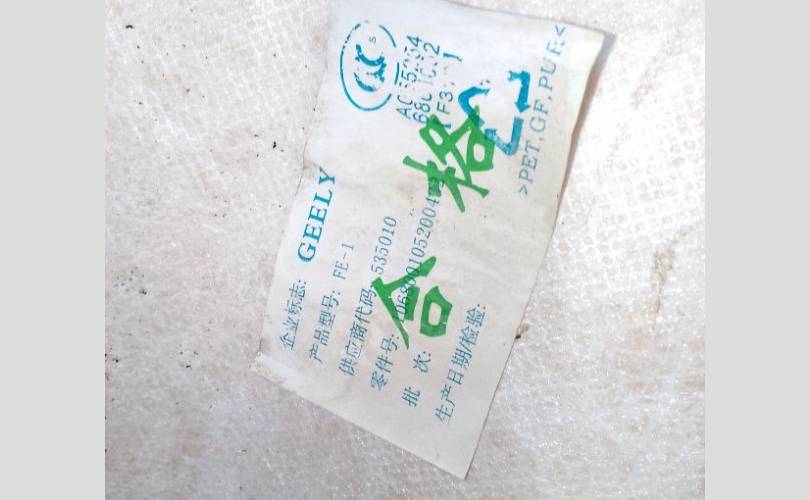 企业标志: GEELY
产品型号: FE-1
供应商代码: 535010
零件号:
批 次:
生产日期/检验:
合格
>PET.GF.PUR<